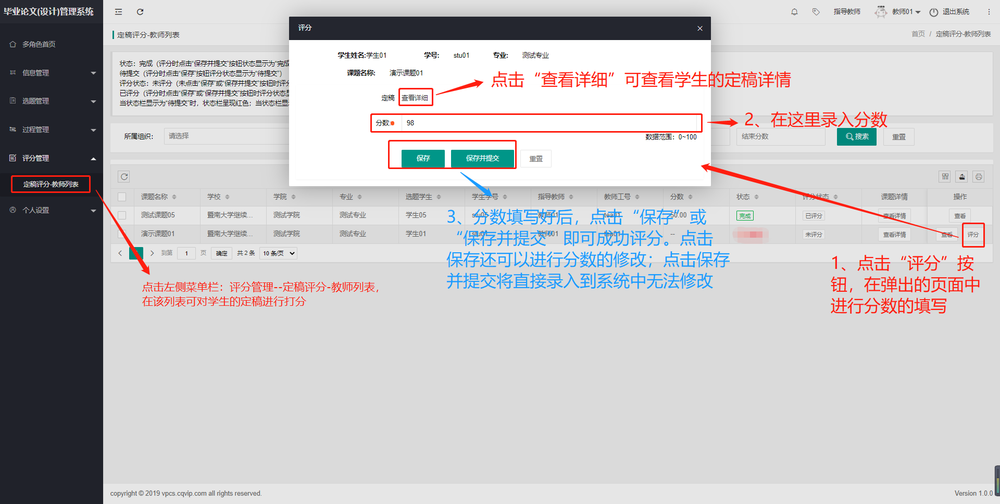 毕业论文(设计)管理系统
指导教师
教师01
退出系统
多角色首页
信息管理
选题管理
过程管理
评分管理
定稿评分-教师列表
个人设置
定稿评分-教师列表
首页 / 定稿评分-教师列表
状态：完成（评分时点击“保存并提交”按钮状态显示为“完成
待提交（评分时点击“保存”按钮评分状态显示为“待提交”）
评分状态：未评分（未点击“保存”或“保存并提交”按钮时评分
已评分（评分时点击“保存”或“保存并提交”按钮时评分状态显
当状态栏显示为“待提交”时，状态栏呈现红色；当状态栏显
评分
学生姓名:学生01 学号: stu01 专业: 测试专业
课题名称: 演示课题01
点击“查看详细”可查看学生的定稿详情
定稿 查看详细
分数: 98
2、在这里录入分数
数据范围：0~100
保存 保存并提交 重置
所属组织: 请选择
结束分数 搜索 重置
课题名称 学校 学院 专业 选题学生 学生学号 指导教师 教师工号 分数 状态 评分状态 课题详情 操作
测试课题05 暨南大学继续... 测试学院 测试专业 学生05 stu05 教师01 tea01 50.00 完成 已评分 查看详情 查看
演示课题01 暨南大学继续... 测试学院 测试专业 学生01 stu01 教师01 tea01 -- 未评分 查看详情 查看 评分
到第 1 页 确定 共 2 条 10 条/页
3、分数填写好后，点击“保存”或
“保存并提交”即可成功评分。点击
保存还可以进行分数的修改；点击保存
并提交将直接录入到系统中无法修改
1、点击“评分”按
钮，在弹出的页面中
进行分数的填写
点击左侧菜单栏：评分管理--定稿评分-教师列表,
在该列表可对学生的定稿进行打分
copyright © 2019 vpcs.cqvip.com all rights reserved.
Version 1.0.0